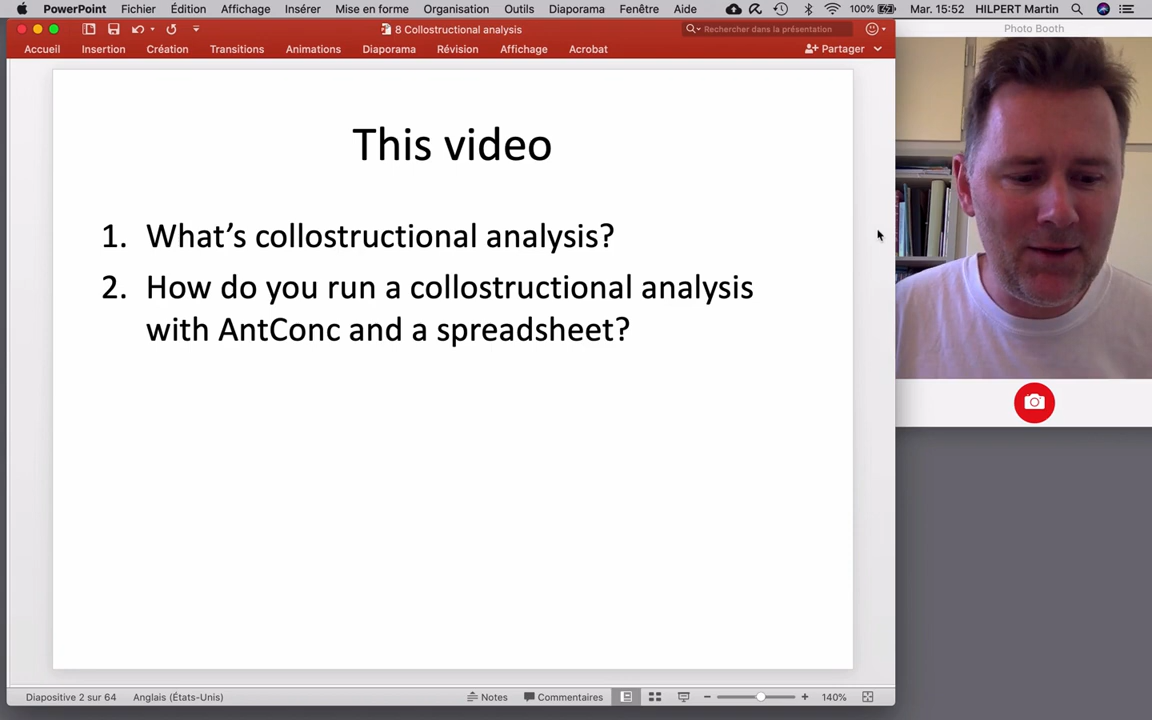 PowerPoint Fichier Édition Affichage Insérer Mise en forme Organisation Outils Diaporama Fenêtre Aide 100% Mar. 15:52 HILPERT Martin
8 Collostructional analysis Rechercher dans la présentation
Photo Booth
Accueil Insertion Création Transitions Animations Diaporama Révision Affichage Acrobat Partager
This video
1. What’s collostructional analysis?
2. How do you run a collostructional analysis
with AntConc and a spreadsheet?
Diapositive 2 sur 64 Anglais (États-Unis) Notes Commentaires 140%